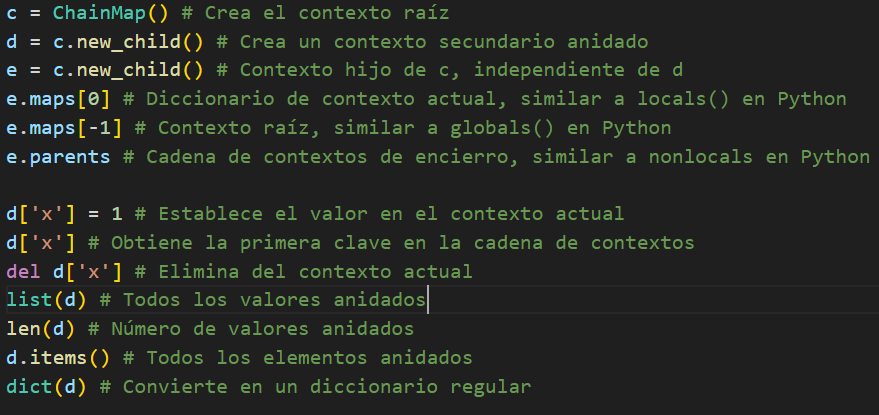 c = ChainMap() # Crea el contexto raíz
d = c.new_child() # Crea un contexto secundario anidado
e = c.new_child() # Contexto hijo de c, independiente de d
e.maps[0] # Diccionario de contexto actual, similar a locals() en Python
e.maps[-1] # Contexto raíz, similar a globals() en Python
e.parents # Cadena de contextos de encierro, similar a nonlocals en Python
d['x'] = 1 # Establece el valor en el contexto actual
d['x'] # Obtiene la primera clave en la cadena de contextos
del d['x'] # Elimina del contexto actual
list(d) # Todos los valores anidados
len(d) # Número de valores anidados
d.items() # Todos los elementos anidados
dict(d) # Convierte en un diccionario regular